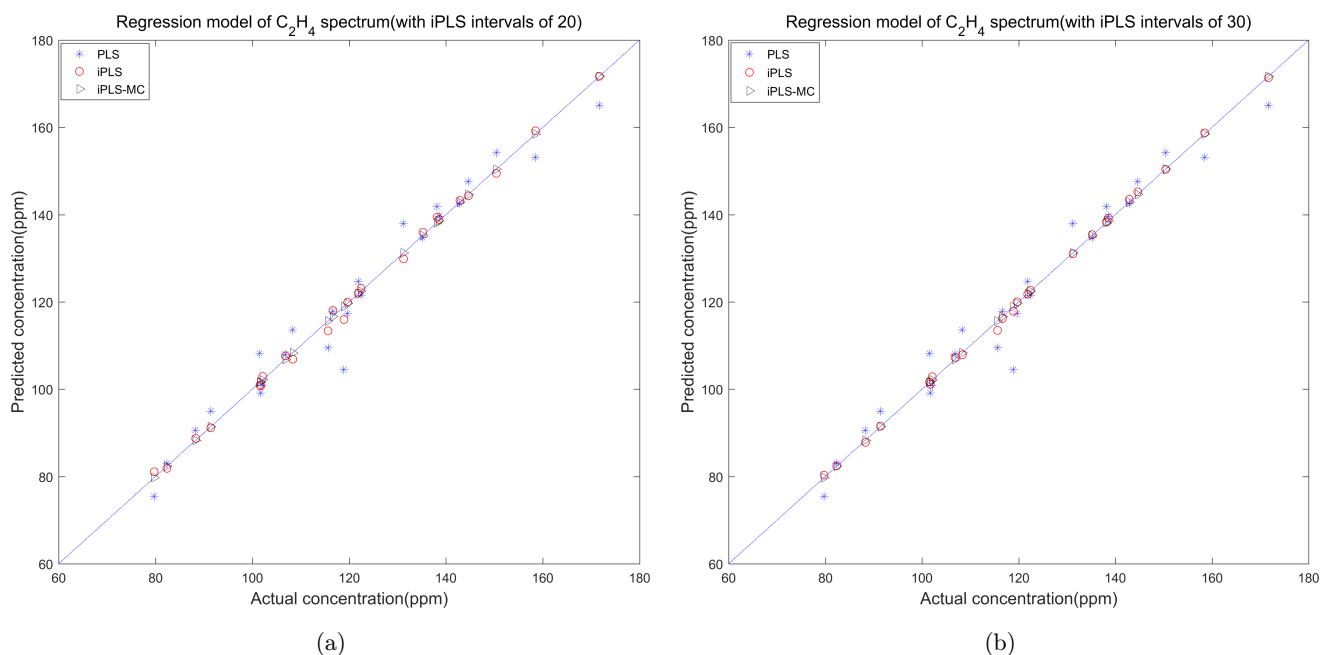 Regression model of C₂H₄ spectrum(with iPLS intervals of 20)
180
160
140
120
100
80
60
Predicted concentration(ppm)
PLS
iPLS
iPLS-MC
60 80 100 120 140 160 180
Actual concentration(ppm)
(a)
Regression model of C₂H₄ spectrum(with iPLS intervals of 30)
180
160
140
120
100
80
60
Predicted concentration(ppm)
PLS
iPLS
iPLS-MC
60 80 100 120 140 160 180
Actual concentration(ppm)
(b)